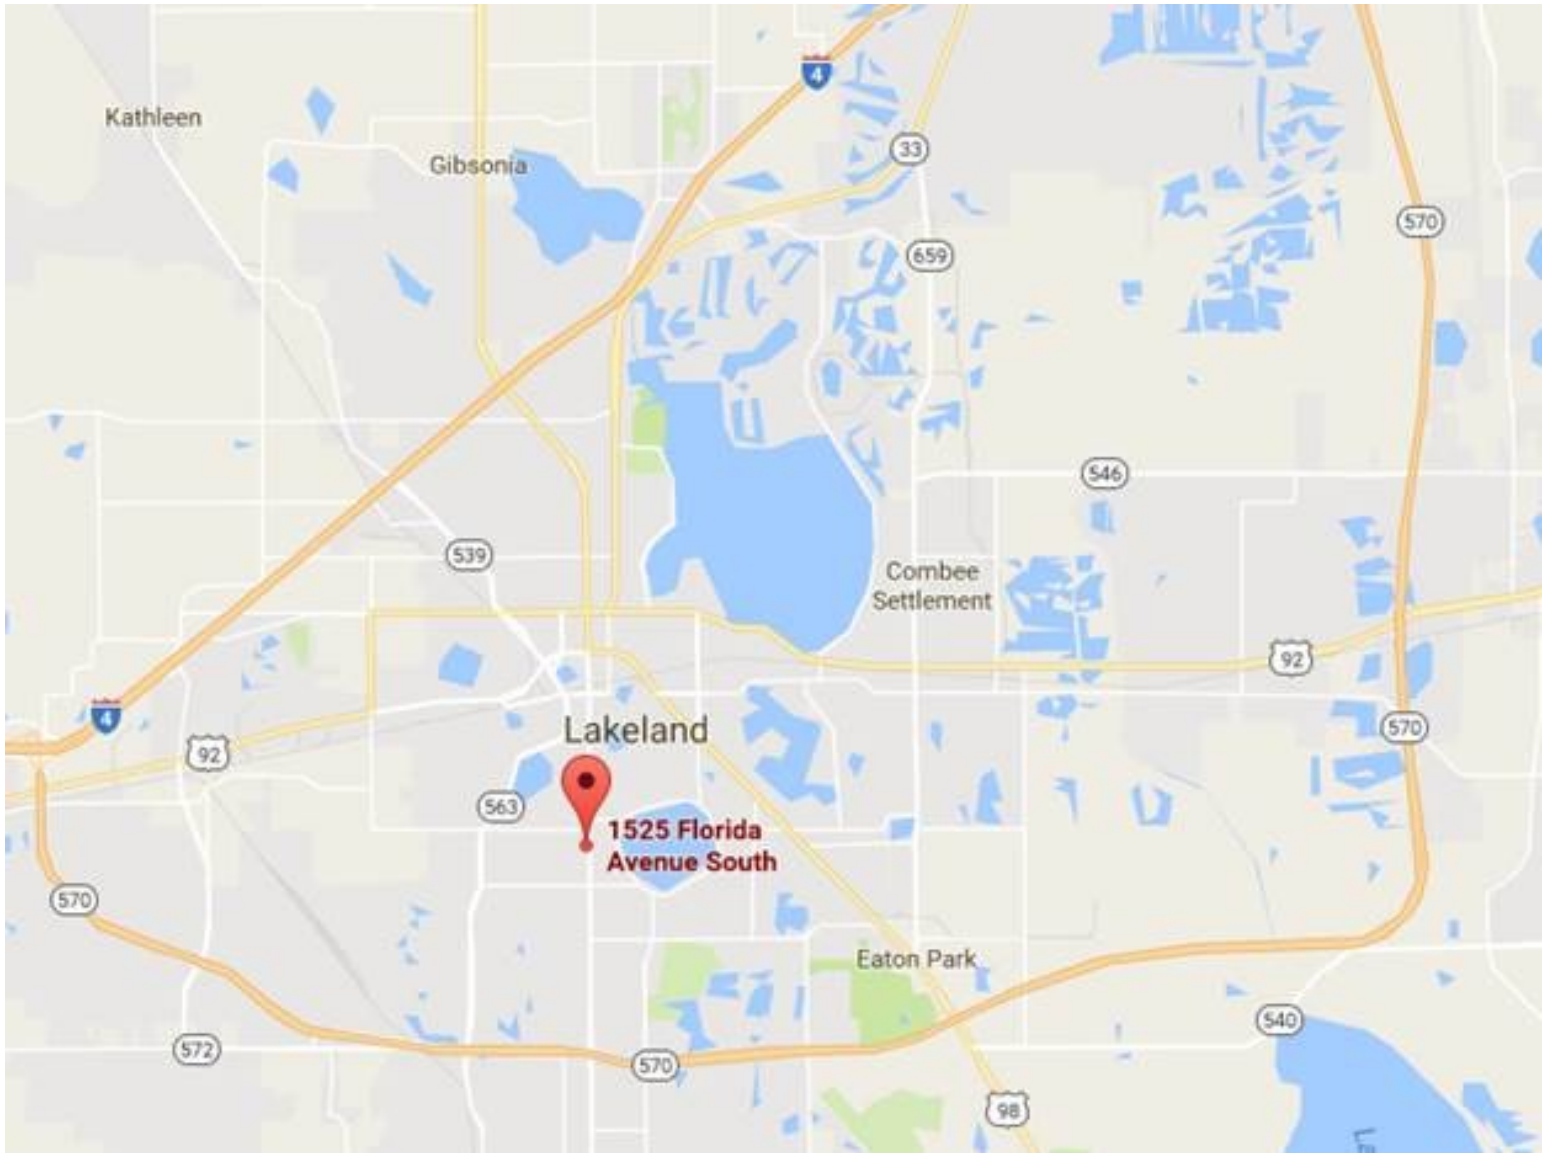 4
Kathleen
33
Gibsonia
570
659
546
539
Combee
Settlement
92
4
Lakeland
570
92
563
1525 Florida
Avenue South
570
Eaton Park
540
572
570
98